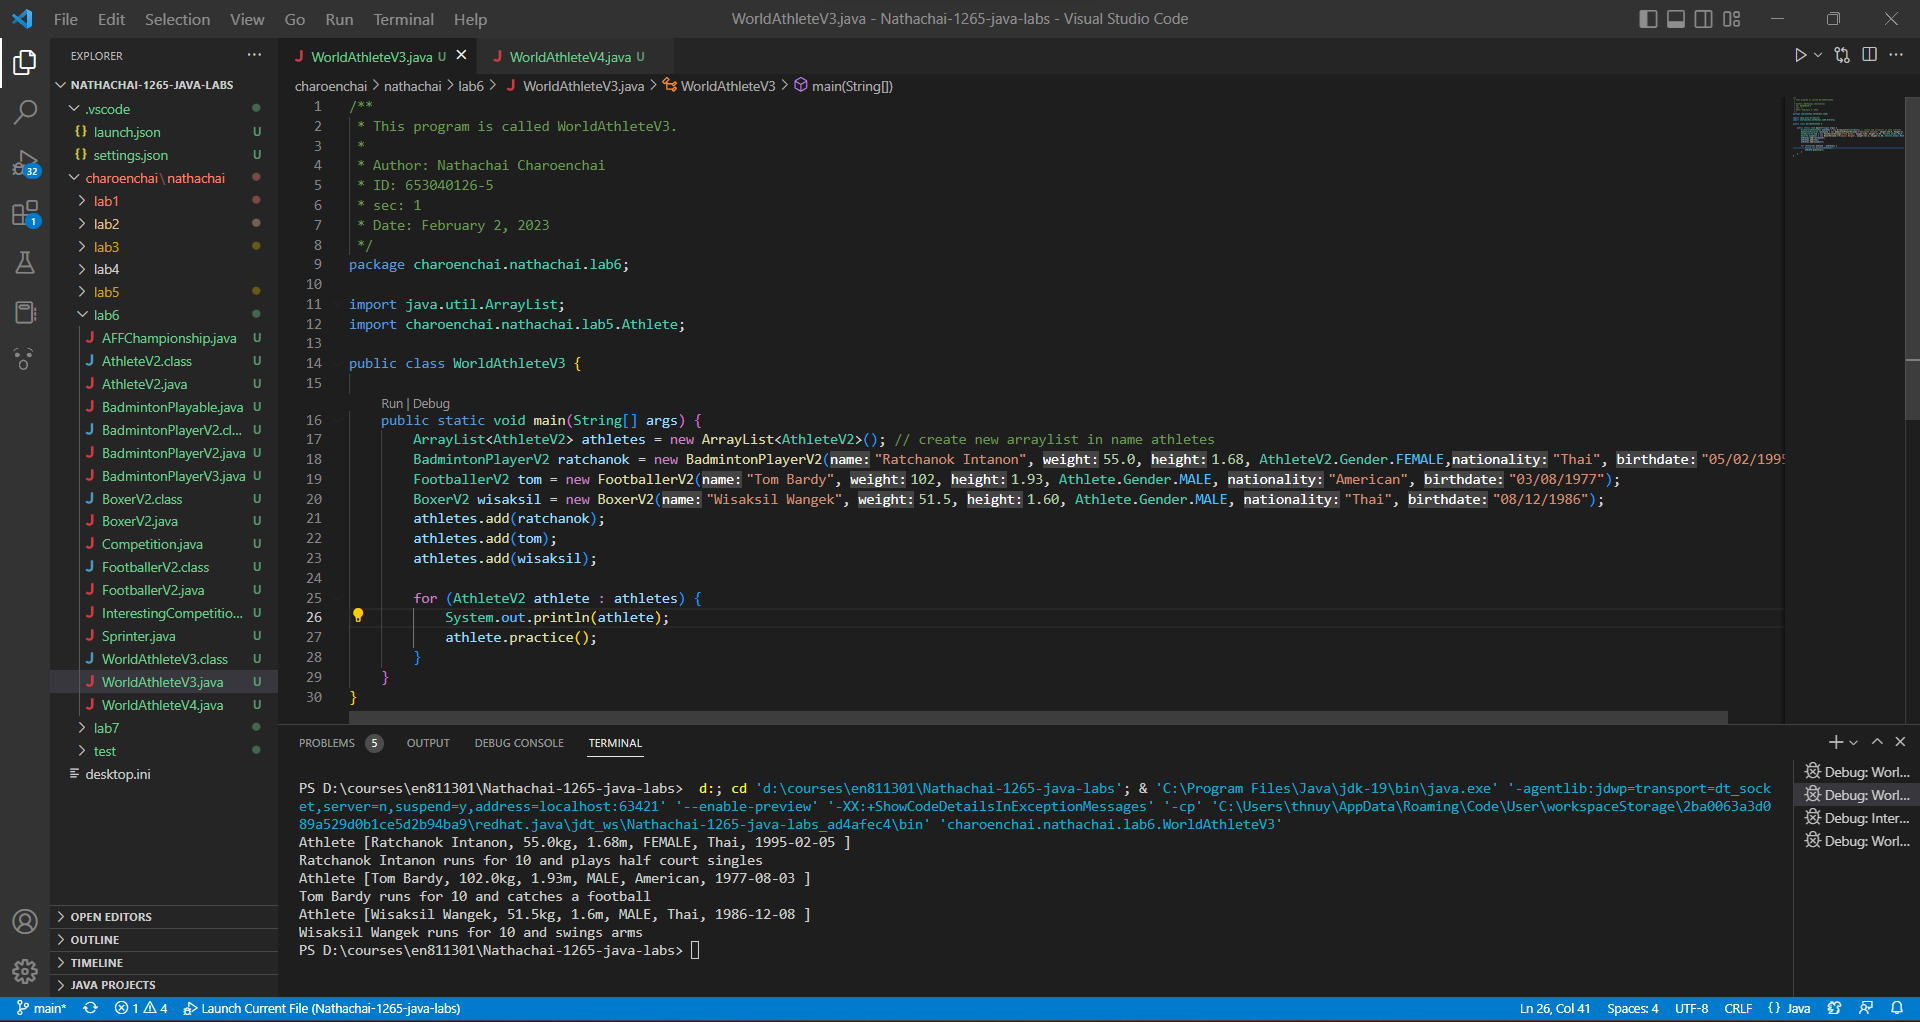 File Edit Selection View Go Run Terminal Help
WorldAthleteV3.java - Nathachai-1265-java-labs - Visual Studio Code
EXPLORER
NATHACHAI-1265-JAVA-LABS
.vscode
launch.json U
settings.json U
charoenchai\nathachai
lab1
lab2
lab3
lab4
lab5
lab6
AFFChampionship.java U
AthleteV2.class U
AthleteV2.java U
BadmintonPlayable.java U
BadmintonPlayerV2.cl... U
BadmintonPlayerV2.java U
BadmintonPlayerV3.java U
BoxerV2.class U
BoxerV2.java U
Competition.java U
FootballerV2.class U
FootballerV2.java U
InterestingCompetitio... U
Sprinter.java U
WorldAthleteV3.class U
WorldAthleteV3.java U
WorldAthleteV4.java U
lab7
test
desktop.ini
OPEN EDITORS
OUTLINE
TIMELINE
JAVA PROJECTS
32
1
WorldAthleteV3.java U
WorldAthleteV4.java U
charoenchai > nathachai > lab6 > J WorldAthleteV3.java > WorldAthleteV3 > main(String[])
1 /**
2 * This program is called WorldAthleteV3.
3 *
4 * Author: Nathachai Charoenchai
5 * ID: 653040126-5
6 * sec: 1
7 * Date: February 2, 2023
8 */
9 package charoenchai.nathachai.lab6;
10
11 import java.util.ArrayList;
12 import charoenchai.nathachai.lab5.Athlete;
13
14 public class WorldAthleteV3 {
15
Run | Debug
16 public static void main(String[] args) {
17 ArrayList<AthleteV2> athletes = new ArrayList<AthleteV2>(); // create new arraylist in name athletes
18 BadmintonPlayerV2 ratchanok = new BadmintonPlayerV2(name: "Ratchanok Intanon", weight: 55.0, height: 1.68, AthleteV2.Gender.FEMALE,nationality: "Thai", birthdate: "05/02/1995
19 FootballerV2 tom = new FootballerV2(name: "Tom Bardy", weight: 102, height: 1.93, Athlete.Gender.MALE, nationality: "American", birthdate: "03/08/1977");
20 BoxerV2 wisaksil = new BoxerV2(name: "Wisaksil Wangek", weight: 51.5, height: 1.60, Athlete.Gender.MALE, nationality: "Thai", birthdate: "08/12/1986");
21 athletes.add(ratchanok);
22 athletes.add(tom);
23 athletes.add(wisaksil);
24
25 for (AthleteV2 athlete : athletes) {
26 System.out.println(athlete);
27 athlete.practice();
28 }
29 }
30 }
PROBLEMS 5 OUTPUT DEBUG CONSOLE TERMINAL
PS D:\courses\en811301\Nathachai-1265-java-labs> d:; cd 'd:\courses\en811301\Nathachai-1265-java-labs'; & 'C:\Program Files\Java\jdk-19\bin\java.exe' '-agentlib:jdwp=transport=dt_sock
et,server=n,suspend=y,address=localhost:63421' '--enable-preview' '-XX:+ShowCodeDetailsInExceptionMessages' '-cp' 'C:\Users\thnuy\AppData\Roaming\Code\User\workspaceStorage\2ba0063a3d0
89a529d0b1ce5d2b94ba9\redhat.java\jdt_ws\Nathachai-1265-java-labs_ad4afec4\bin' 'charoenchai.nathachai.lab6.WorldAthleteV3'
Athlete [Ratchanok Intanon, 55.0kg, 1.68m, FEMALE, Thai, 1995-02-05 ]
Ratchanok Intanon runs for 10 and plays half court singles
Athlete [Tom Bardy, 102.0kg, 1.93m, MALE, American, 1977-08-03 ]
Tom Bardy runs for 10 and catches a football
Athlete [Wisaksil Wangek, 51.5kg, 1.6m, MALE, Thai, 1986-12-08 ]
Wisaksil Wangek runs for 10 and swings arms
PS D:\courses\en811301\Nathachai-1265-java-labs>
Debug: Worl...
Debug: Worl...
Debug: Inter...
Debug: Worl...
main* 1 4 Launch Current File (Nathachai-1265-java-labs) Ln 26, Col 41 Spaces: 4 UTF-8 CRLF {} Java